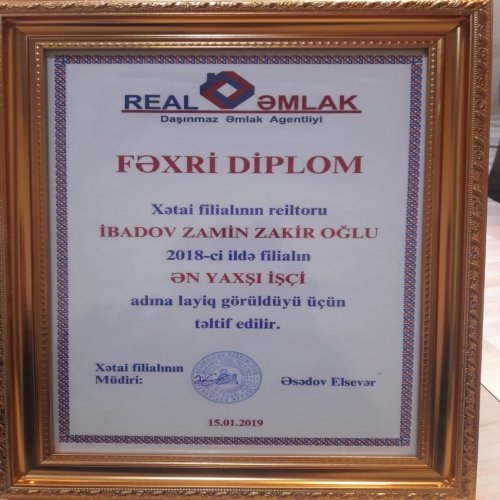 REAL ƏMLAK
Daşınmaz Əmlak Agentliyi
FƏXRİ DİPLOM
Xətai filialının reiltoru
İBADOV ZAMİN ZAKİR OĞLU
2018-ci ildə filialın
ƏN YAXŞI İŞÇİ
adına layiq görüldüyü üçün
təltif edilir.
Xətai filialının
Müdiri:
Əsədov Elsevər
15.01.2019